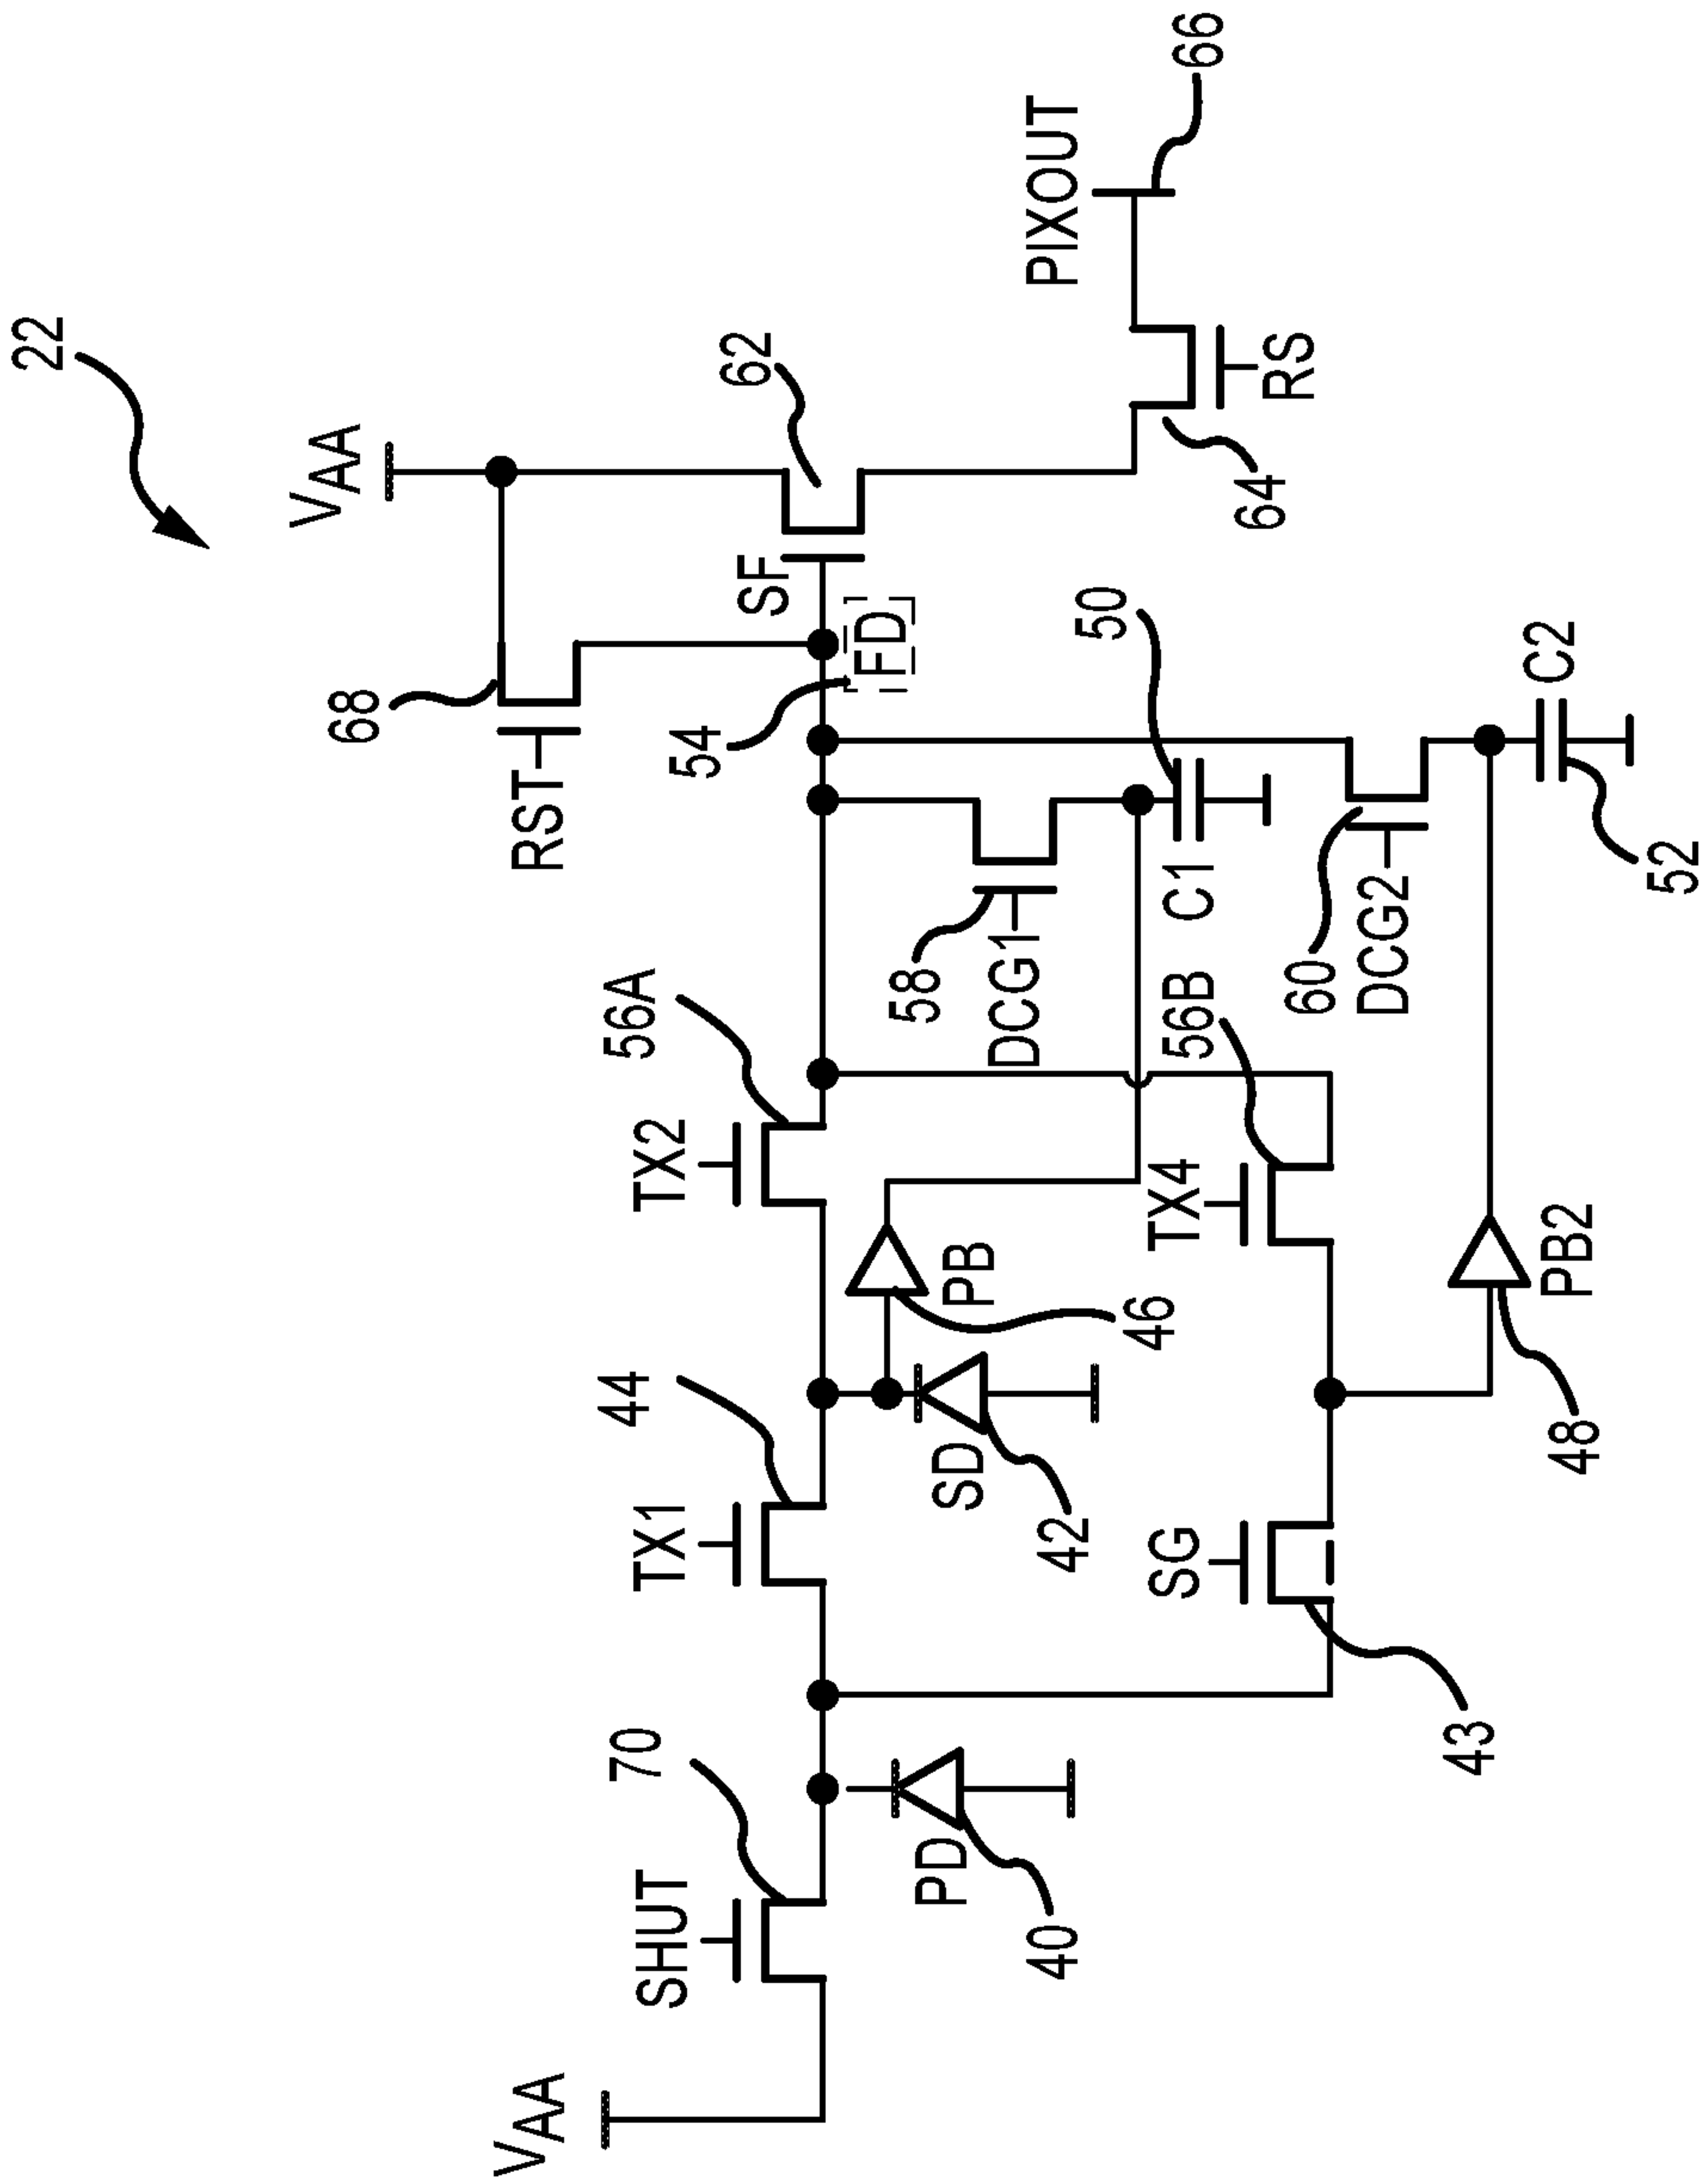 22
VAA
68
RST
SF
62
54
FD
PIXOUT
66
RS
64
50
C1
58
DCG1
C2
52
60
DCG2
56A
TX2
56B
TX4
44
TX1
PB
46
SD
42
PB2
48
SG
43
70
SHUT
PD
40
VAA